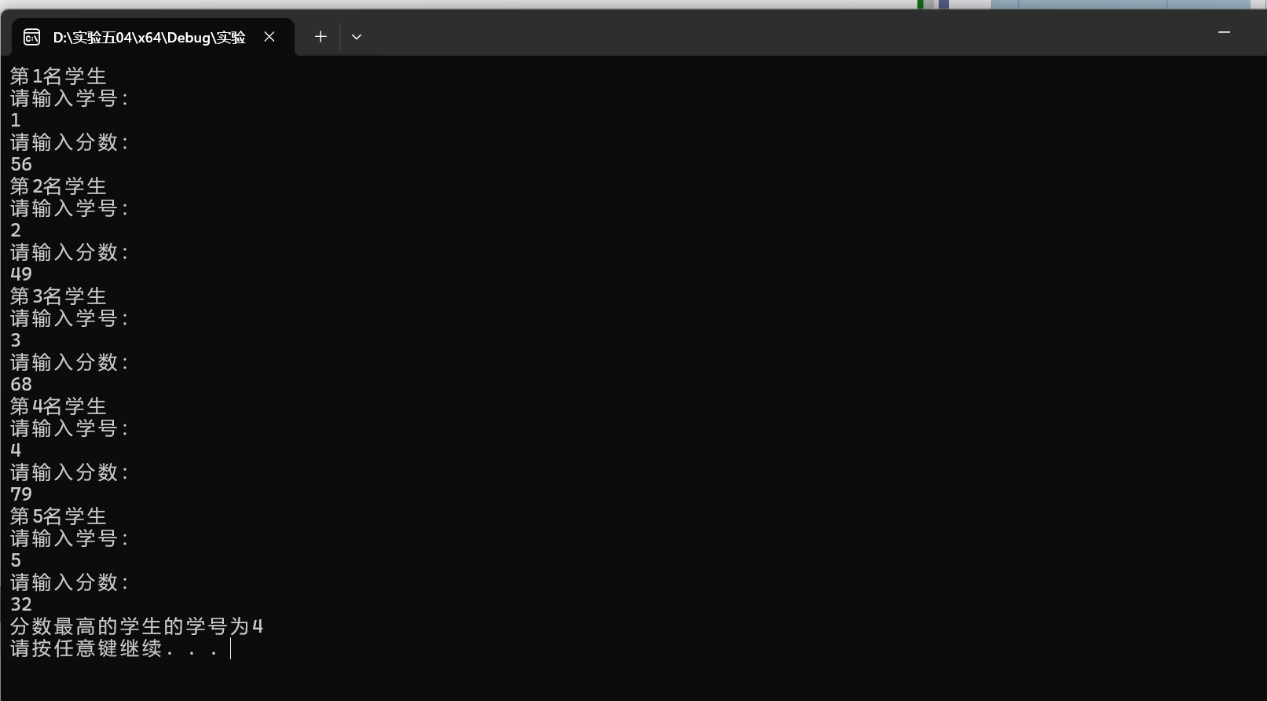 D:\实验五04\x64\Debug\实验
第1名学生
请输入学号:
1
请输入分数:
56
第2名学生
请输入学号:
2
请输入分数:
49
第3名学生
请输入学号:
3
请输入分数:
68
第4名学生
请输入学号:
4
请输入分数:
79
第5名学生
请输入学号:
5
请输入分数:
32
分数最高的学生的学号为4
请按任意键继续. . .